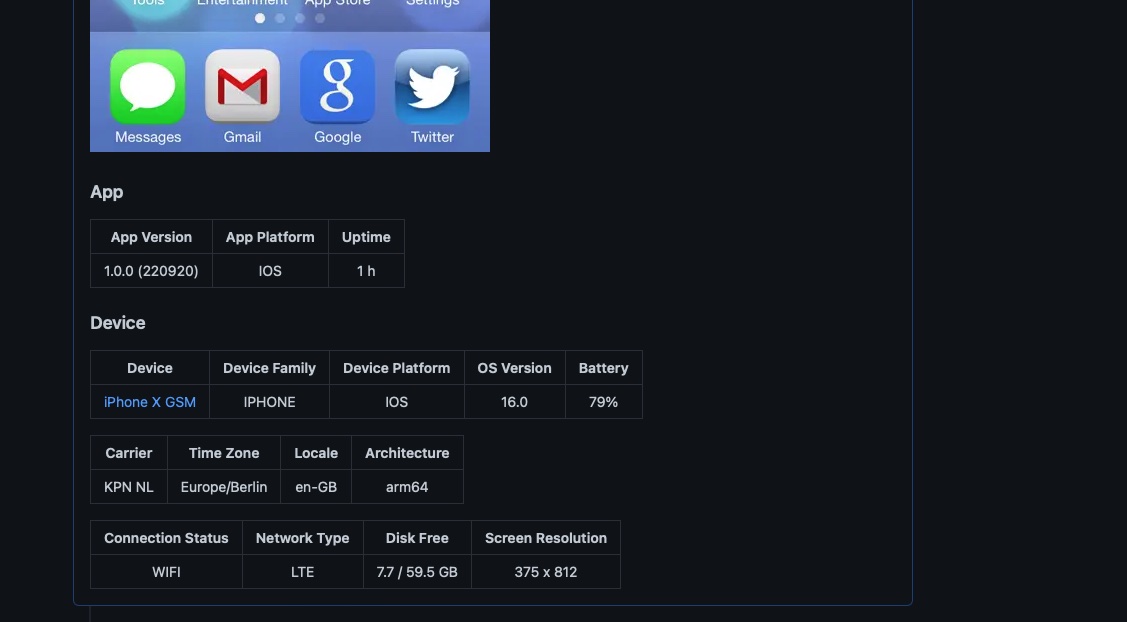 Tools Entertainment App Store Settings
Messages Gmail Google Twitter
App
App Version App Platform Uptime
1.0.0 (220920) IOS 1 h
Device
Device Device Family Device Platform OS Version Battery
iPhone X GSM IPHONE IOS 16.0 79%
Carrier Time Zone Locale Architecture
KPN NL Europe/Berlin en-GB arm64
Connection Status Network Type Disk Free Screen Resolution
WIFI LTE 7.7 / 59.5 GB 375 x 812